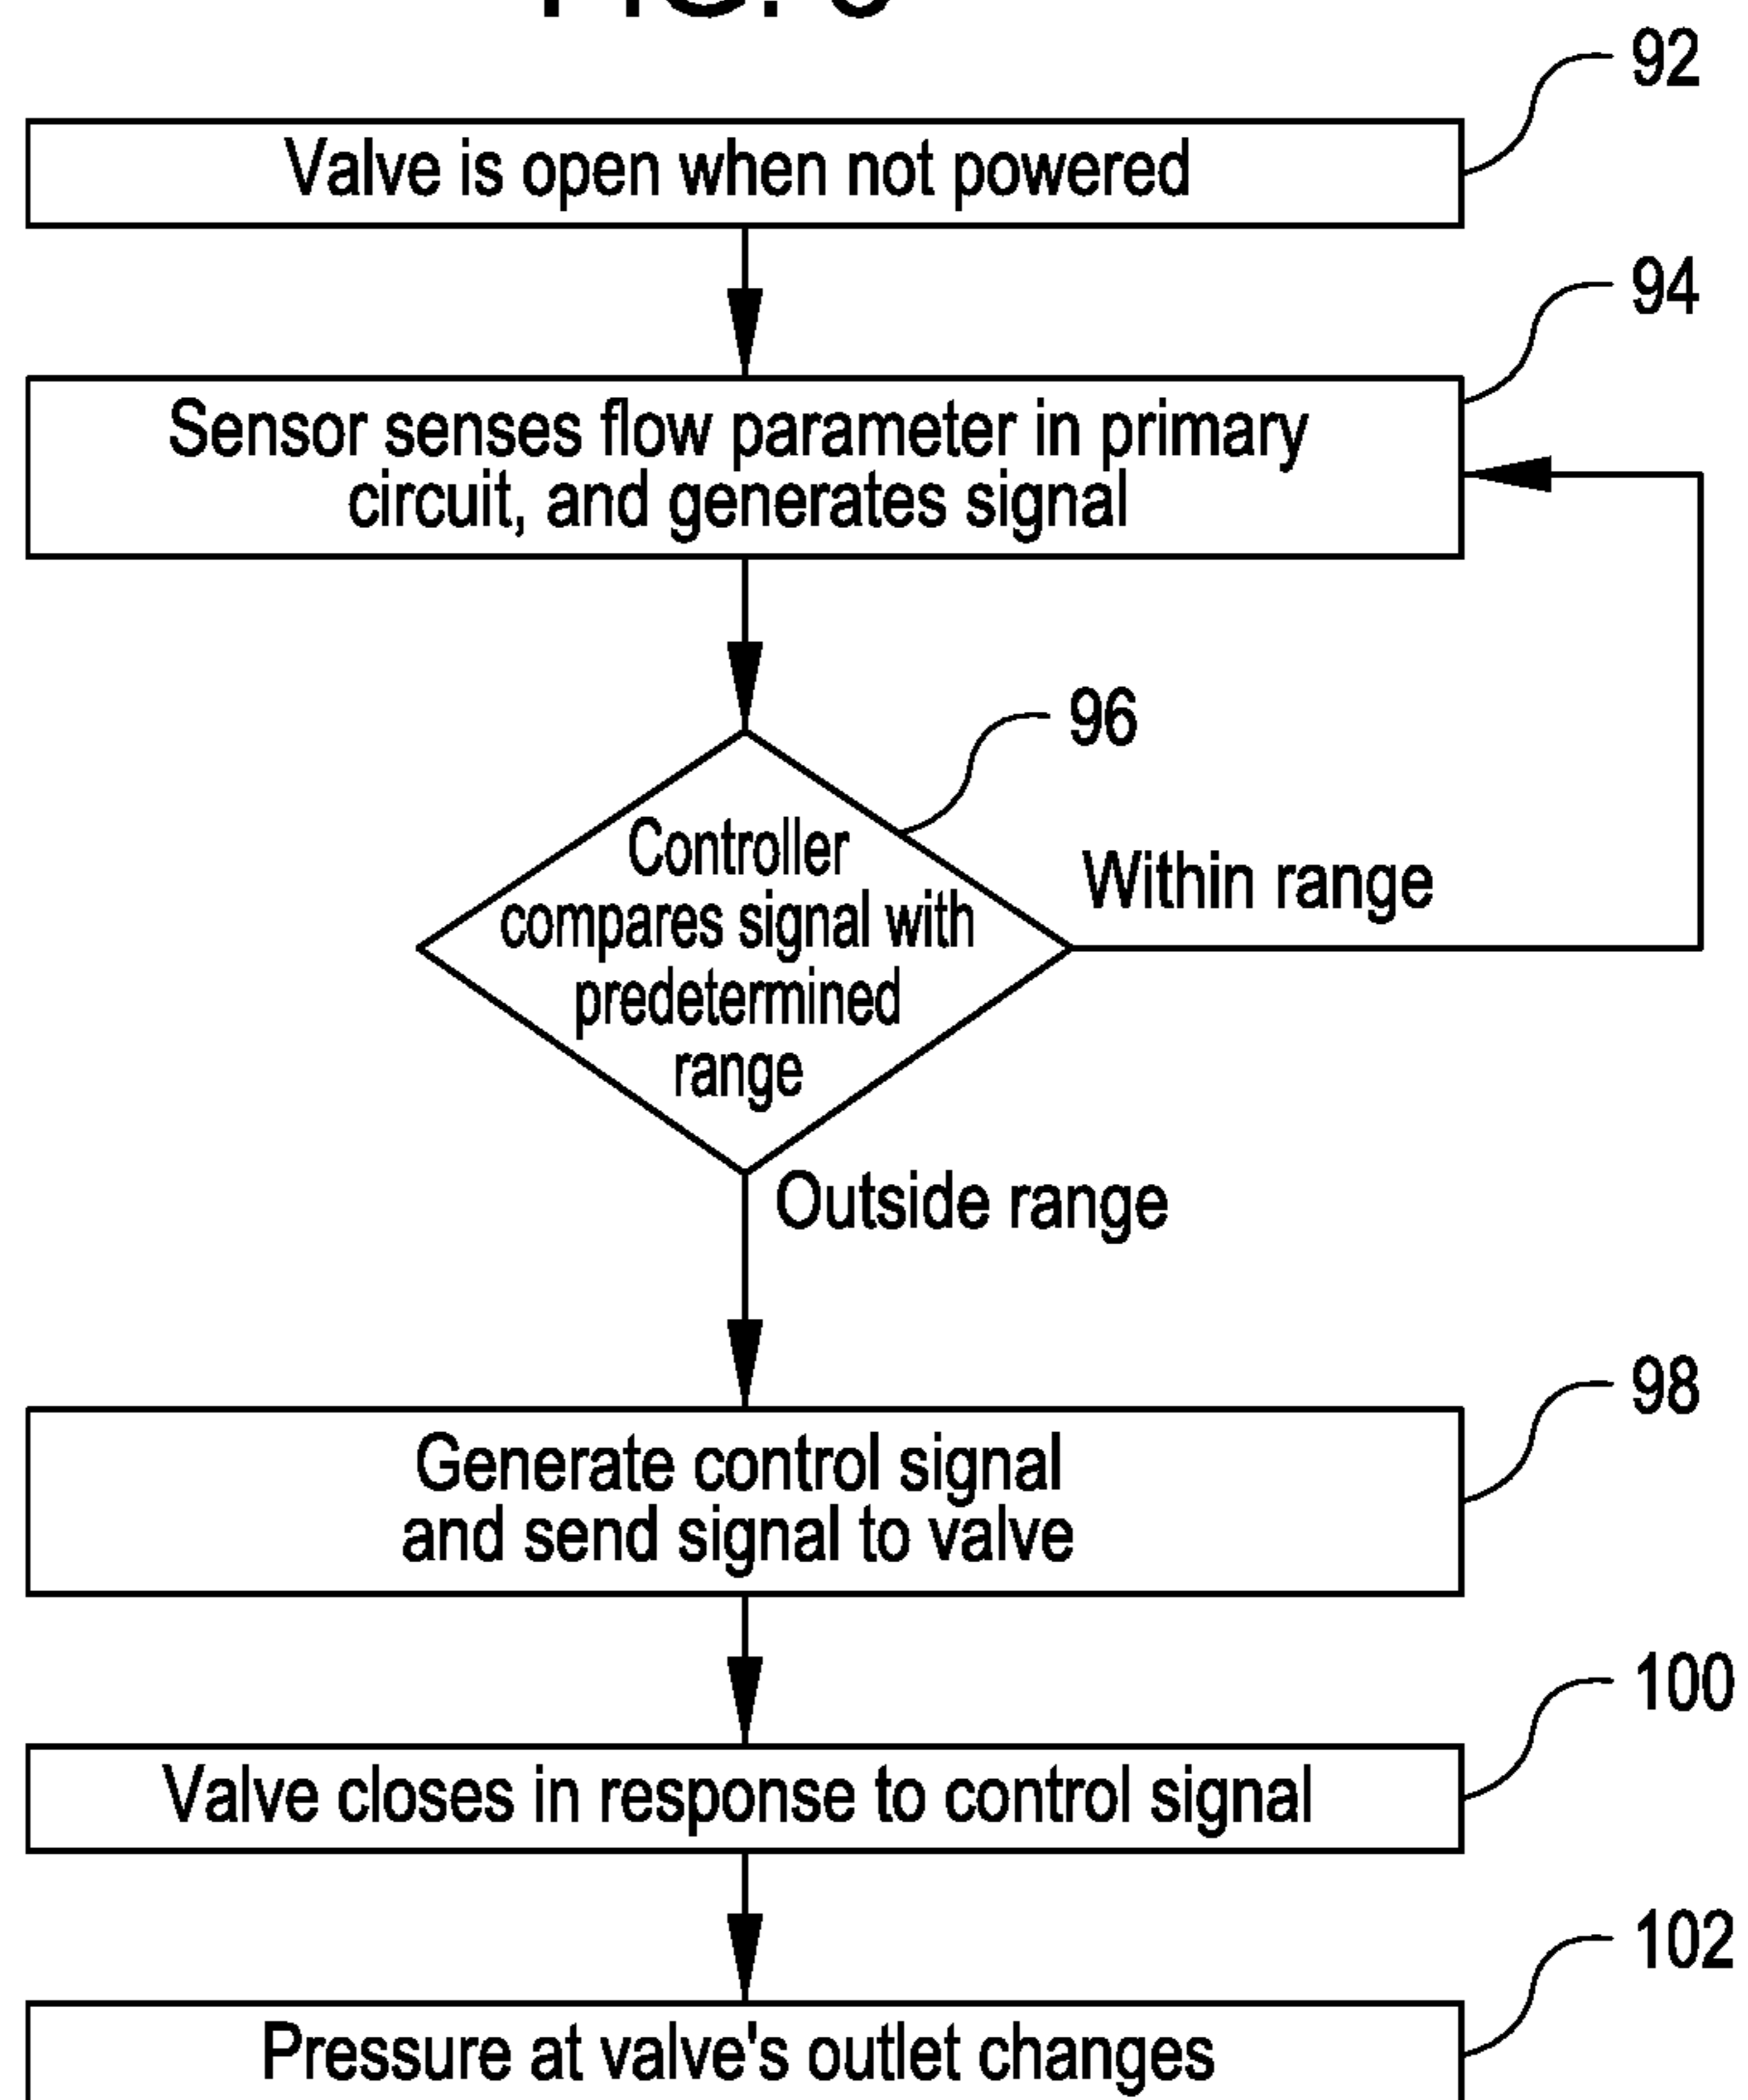 92
Valve is open when not powered
94
Sensor senses flow parameter in primary
circuit, and generates signal
96
Controller
compares signal with
predetermined
range
Within range
Outside range
98
Generate control signal
and send signal to valve
100
Valve closes in response to control signal
102
Pressure at valve's outlet changes